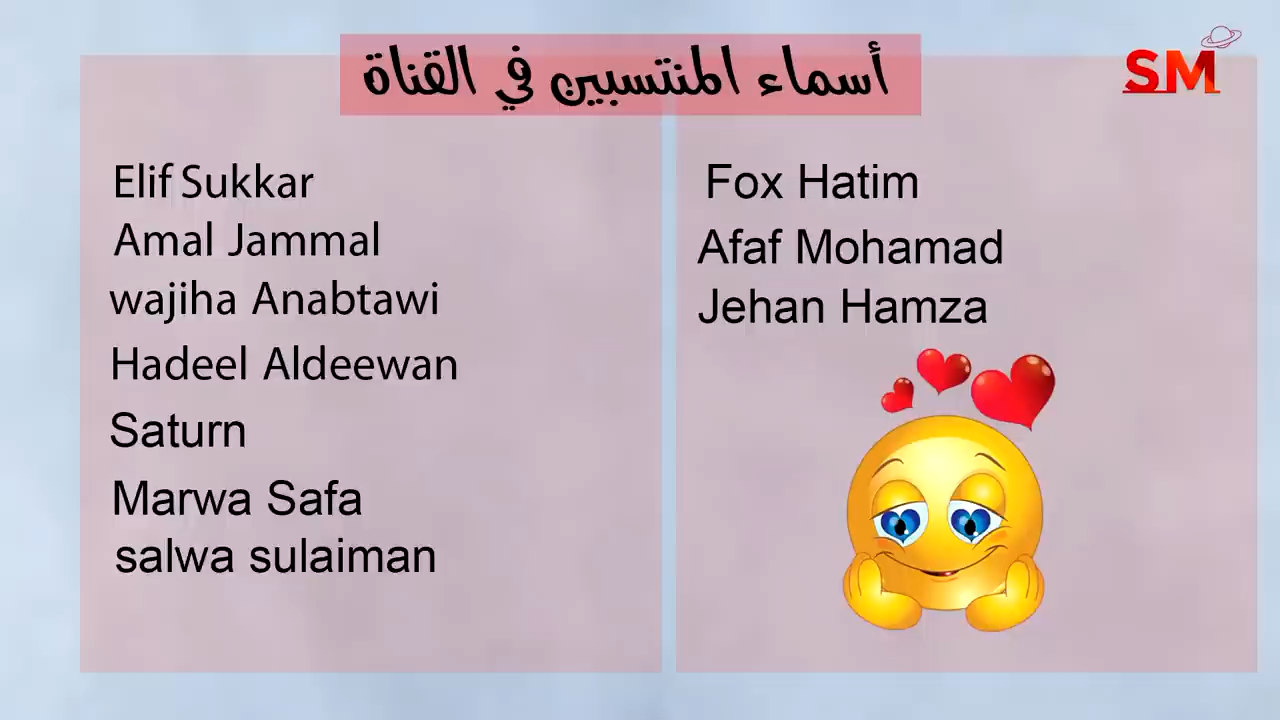 أسماء المنتسبين في القناة
SM
Elif Sukkar
Amal Jammal
wajiha Anabtawi
Hadeel Aldeewan
Saturn
Marwa Safa
salwa sulaiman
Fox Hatim
Afaf Mohamad
Jehan Hamza